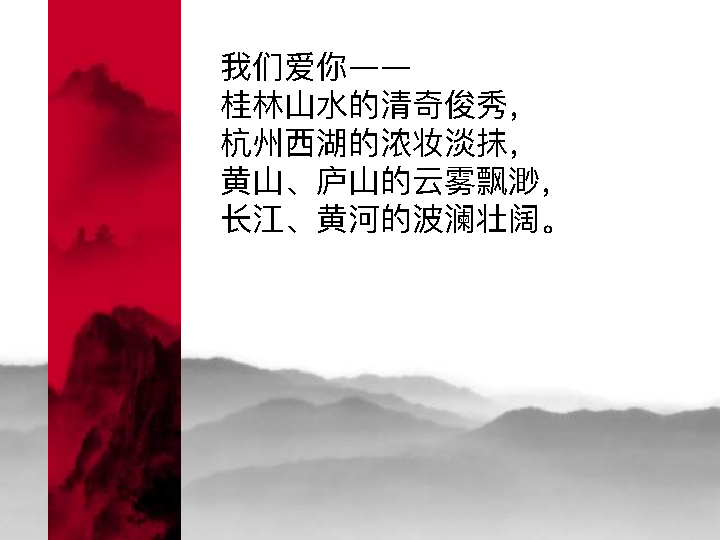 我们爱你——
桂林山水的清奇俊秀，
杭州西湖的浓妆淡抹，
黄山、庐山的云雾飘渺，
长江、黄河的波澜壮阔。